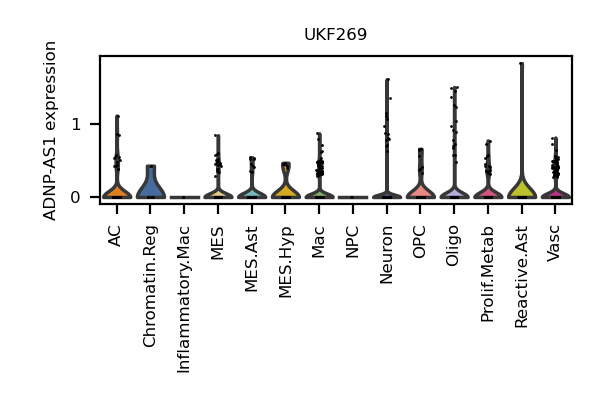 UKF269
ADNP-AS1 expression
1
0
AC
Chromatin.Reg
Inflammatory.Mac
MES
MES.Ast
MES.Hyp
Mac
NPC
Neuron
OPC
Oligo
Prolif.Metab
Reactive.Ast
Vasc